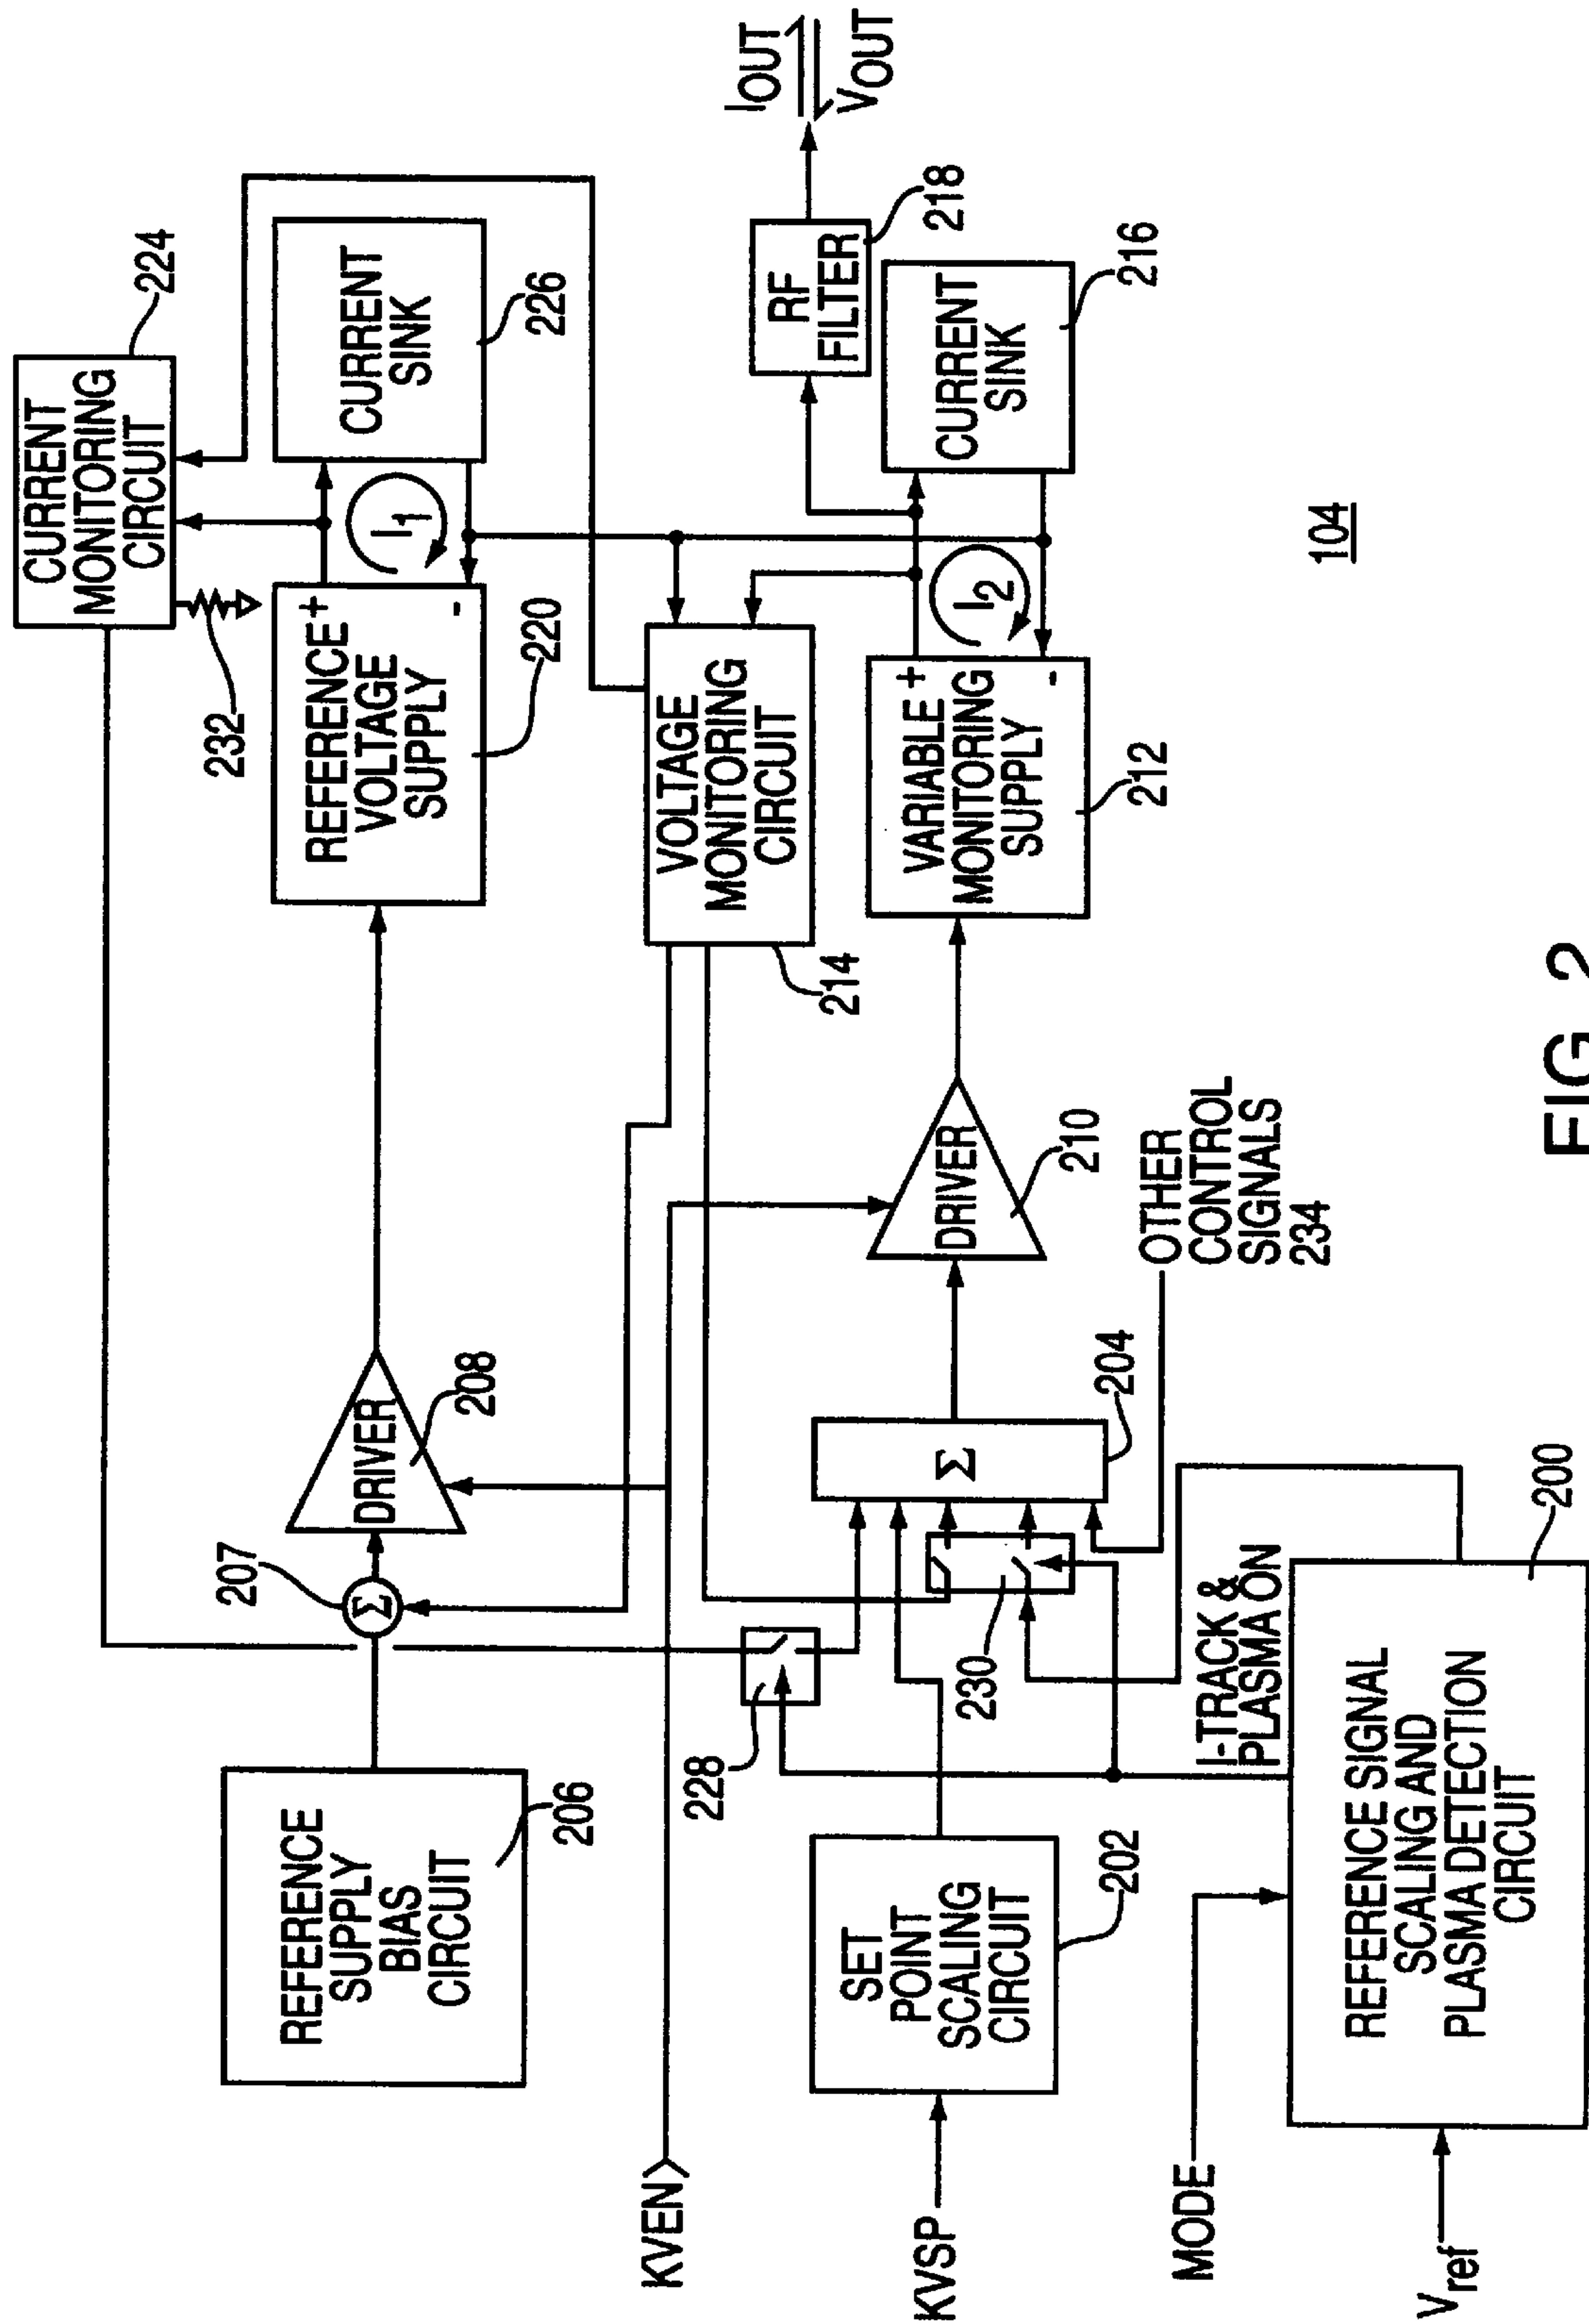 CURRENT
MONITORING
CIRCUIT
224
232
REFERENCE +
VOLTAGE
SUPPLY
-
220
I1
CURRENT
SINK
226
REFERENCE
SUPPLY
BIAS
CIRCUIT
206
207
Σ
DRIVER
208
KVEN
VOLTAGE
MONITORING
CIRCUIT
214
RF
FILTER
218
IOUT
VOUT
228
KVSP
SET
POINT
SCALING
CIRCUIT
202
230
Σ
204
DRIVER
210
VARIABLE +
MONITORING
SUPPLY
-
212
I2
CURRENT
SINK
216
OTHER
CONTROL
SIGNALS
234
MODE
I-TRACK &
PLASMA ON
Vref
REFERENCE SIGNAL
SCALING AND
PLASMA DETECTION
CIRCUIT
200
104
FIG. 2